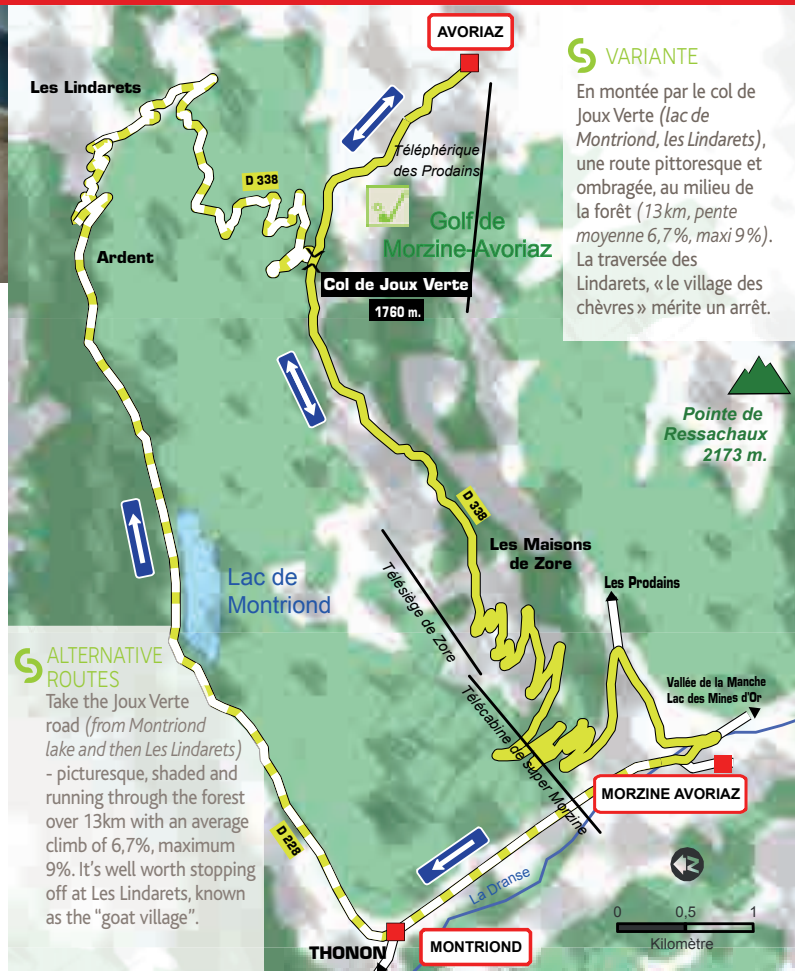 AVORIAZ
VARIANTE
En montée par le col de
Joux Verte (lac de
Montriond, les Lindarets),
une route pittoresque et
ombragée, au milieu de
la forêt (13km, pente
moyenne 6,7%, maxi 9%).
La traversée des
Lindarets, « le village des
chèvres » mérite un arrêt.
Les Lindarets
Téléphérique
des Prodains
D 338
Golf de
Morzine-Avoriaz
Ardent
Col de Joux Verte
1760 m.
Pointe de
Ressachaux
2173 m.
D 338
Les Maisons
de Zore
Télésiège de Zore
Les Prodains
Lac de
Montriond
Vallée de la Manche
Lac des Mines d'Or
Télécabine de super Morzine
MORZINE AVORIAZ
ALTERNATIVE
ROUTES
Take the Joux Verte
road (from Montriond
lake and then Les Lindarets)
- picturesque, shaded and
running through the forest
over 13km with an average
climb of 6,7%, maximum
9%. It's well worth stopping
off at Les Lindarets, known
as the "goat village".
D 228
La Dranse
N
0 0,5 1
Kilomètre
THONON
MONTRIOND